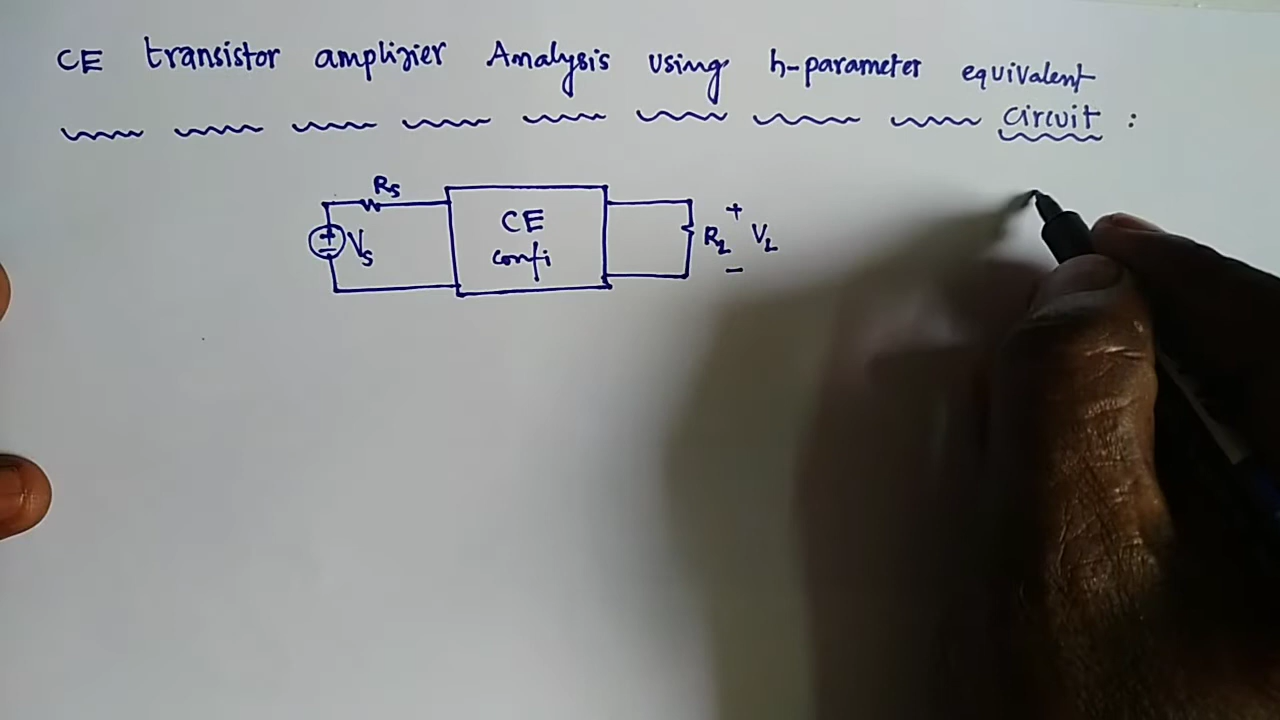 CE transistor amplifier Analysis using h-parameter equivalent
circuit :
Rs
CE
confi
+
Vs
RL
VL
-